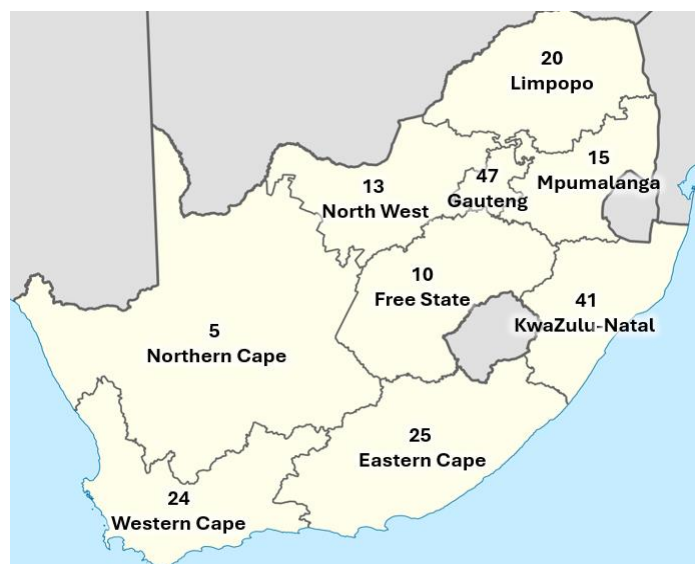 20
Limpopo
15
Mpumalanga
47
Gauteng
13
North West
10
Free State
41
KwaZulu-Natal
5
Northern Cape
25
Eastern Cape
24
Western Cape